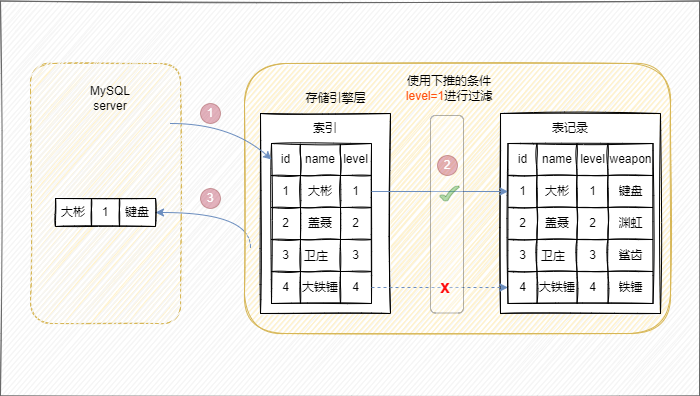 MySQL
server
1
3
大彬 1 键盘
存储引擎层
使用下推的条件
level=1进行过滤
索引
id name level
1 大彬 1
2 盖聂 2
3 卫庄 3
4 大铁锤 4
2
X
表记录
id name level weapon
1 大彬 1 键盘
2 盖聂 2 渊虹
3 卫庄 3 鲨齿
4 大铁锤 4 铁锤